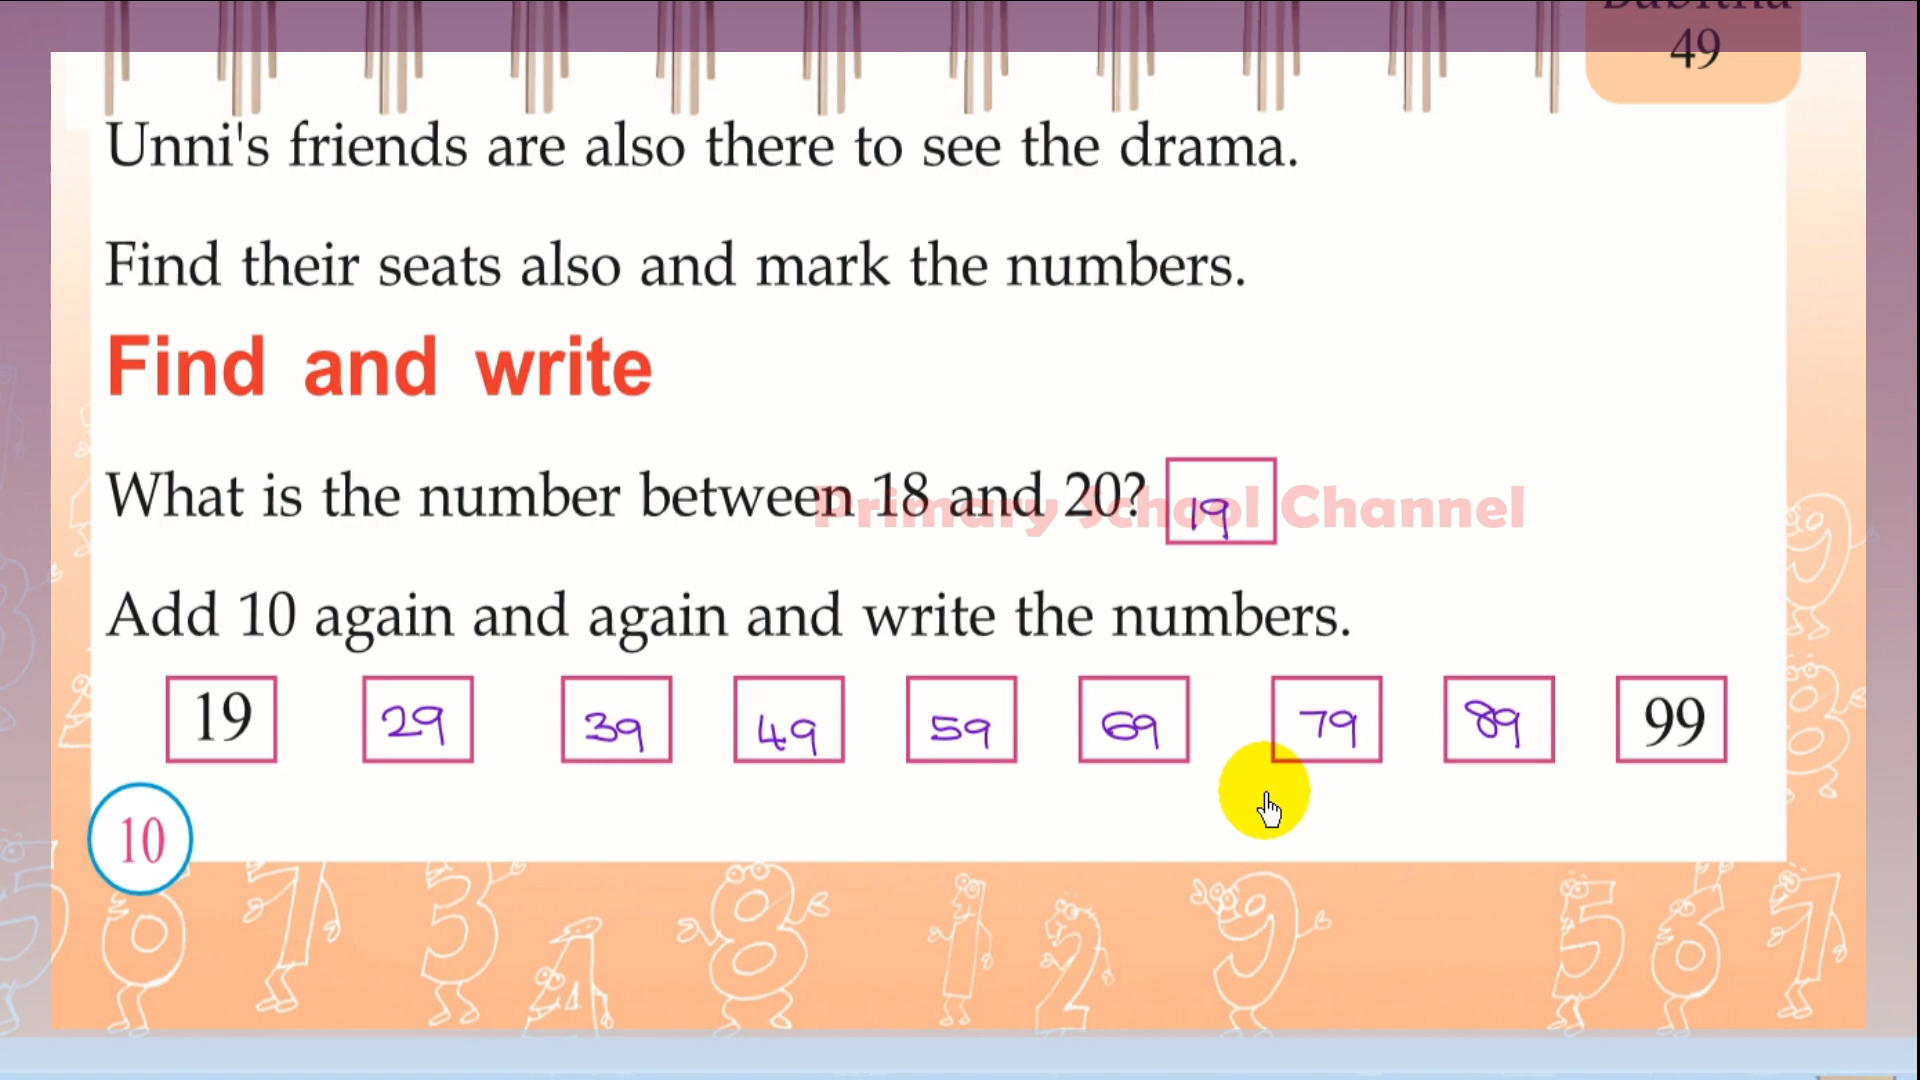 49
Unni's friends are also there to see the drama.
Find their seats also and mark the numbers.
Find and write
What is the number between 18 and 20? 19
Primary School Channel
Add 10 again and again and write the numbers.
19 29 39 49 59 69 79 89 99
10